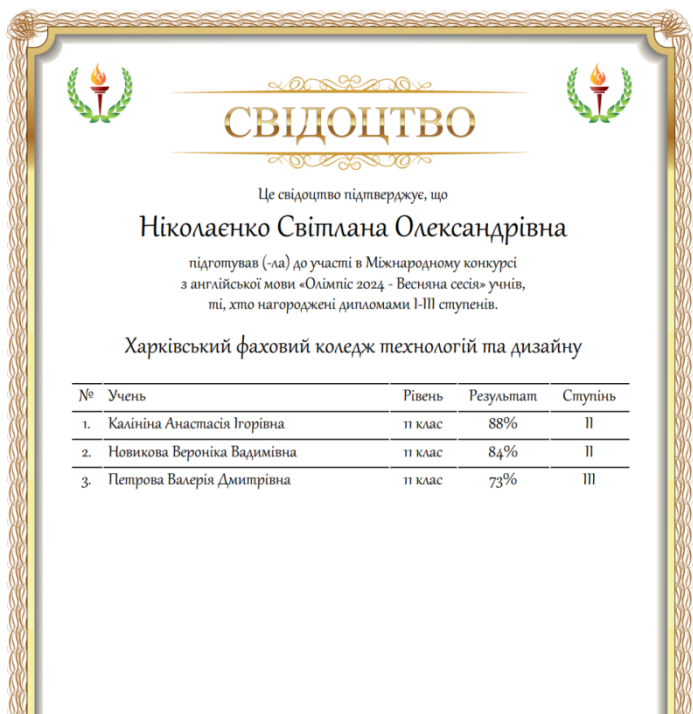 СВІДОЦТВО
Це свідоцтво підтверджує, що
Ніколаєнко Світлана Олександрівна
підготував (-ла) до участі в Міжнародному конкурсі
з англійської мови «Олімпіс 2024 - Весняна сесія» учнів,
ті, хто нагороджені дипломами І-ІІІ ступенів.
Харківський фаховий коледж технологій та дизайну
№ Учень Рівень Результат Ступінь
1. Калініна Анастасія Ігорівна 11 клас 88% II
2. Новикова Вероніка Вадимівна 11 клас 84% II
3. Петрова Валерія Дмитрівна 11 клас 73% III